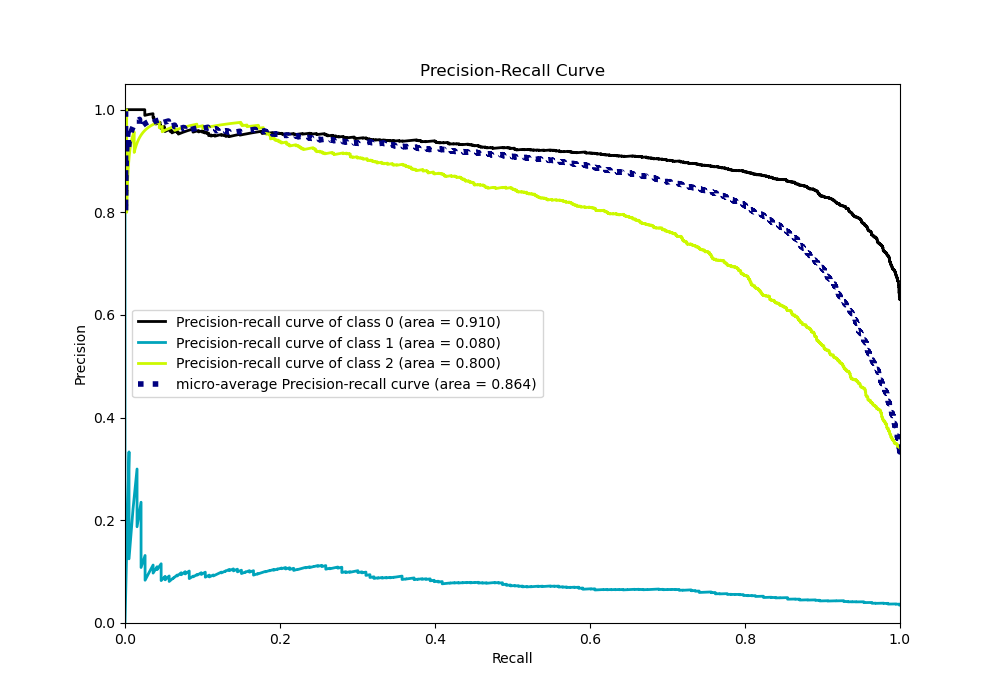 Precision-Recall Curve
1.0
0.8
0.6
0.4
0.2
0.0
Precision
Precision-recall curve of class 0 (area = 0.910)
Precision-recall curve of class 1 (area = 0.080)
Precision-recall curve of class 2 (area = 0.800)
micro-average Precision-recall curve (area = 0.864)
0.0 0.2 0.4 0.6 0.8 1.0
Recall